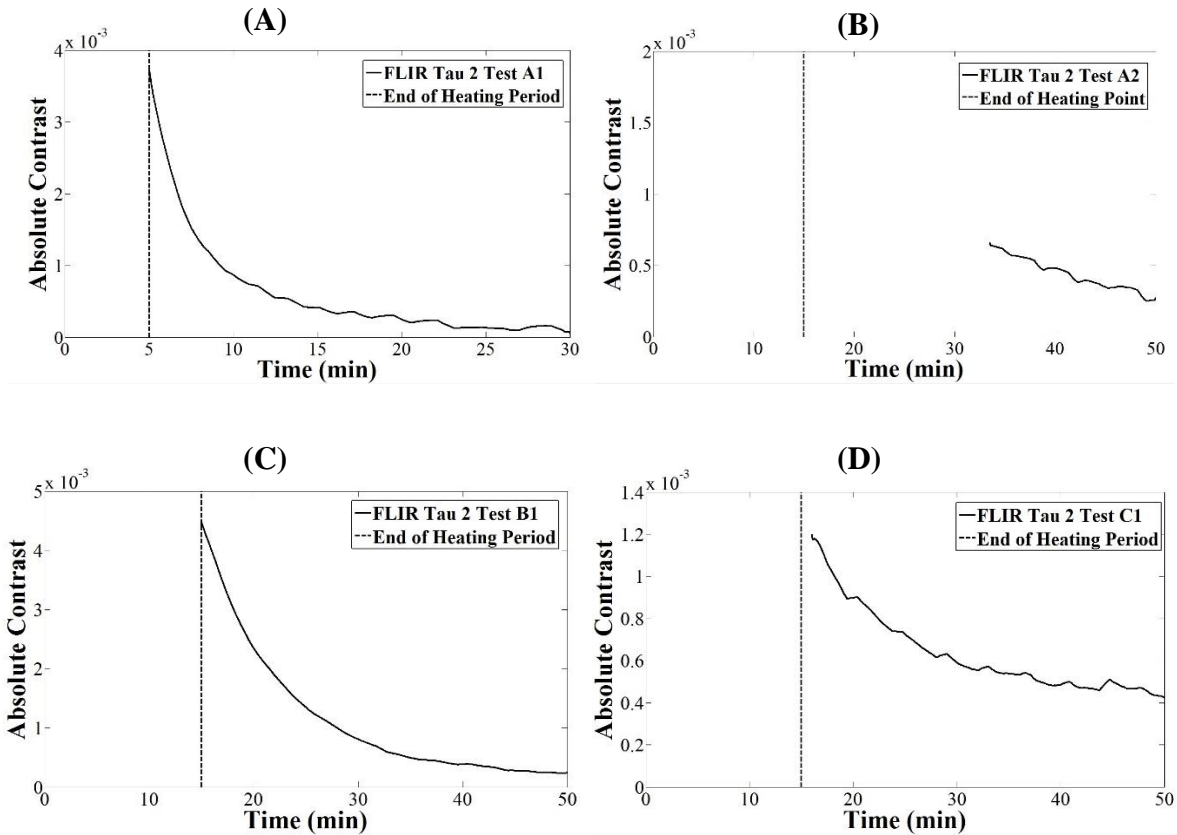 (A)
x 10⁻³
4
3
2
1
0
0 5 10 15 20 25 30
Absolute Contrast
Time (min)
FLIR Tau 2 Test A1
End of Heating Period
(B)
x 10⁻³
2
1.5
1
0.5
0
0 10 20 30 40 50
Absolute Contrast
Time (min)
FLIR Tau 2 Test A2
End of Heating Point
(C)
x 10⁻³
5
4
3
2
1
0
0 10 20 30 40 50
Absolute Contrast
Time (min)
FLIR Tau 2 Test B1
End of Heating Period
(D)
x 10⁻³
1.4
1.2
1
0.8
0.6
0.4
0.2
0
0 10 20 30 40 50
Absolute Contrast
Time (min)
FLIR Tau 2 Test C1
End of Heating Period